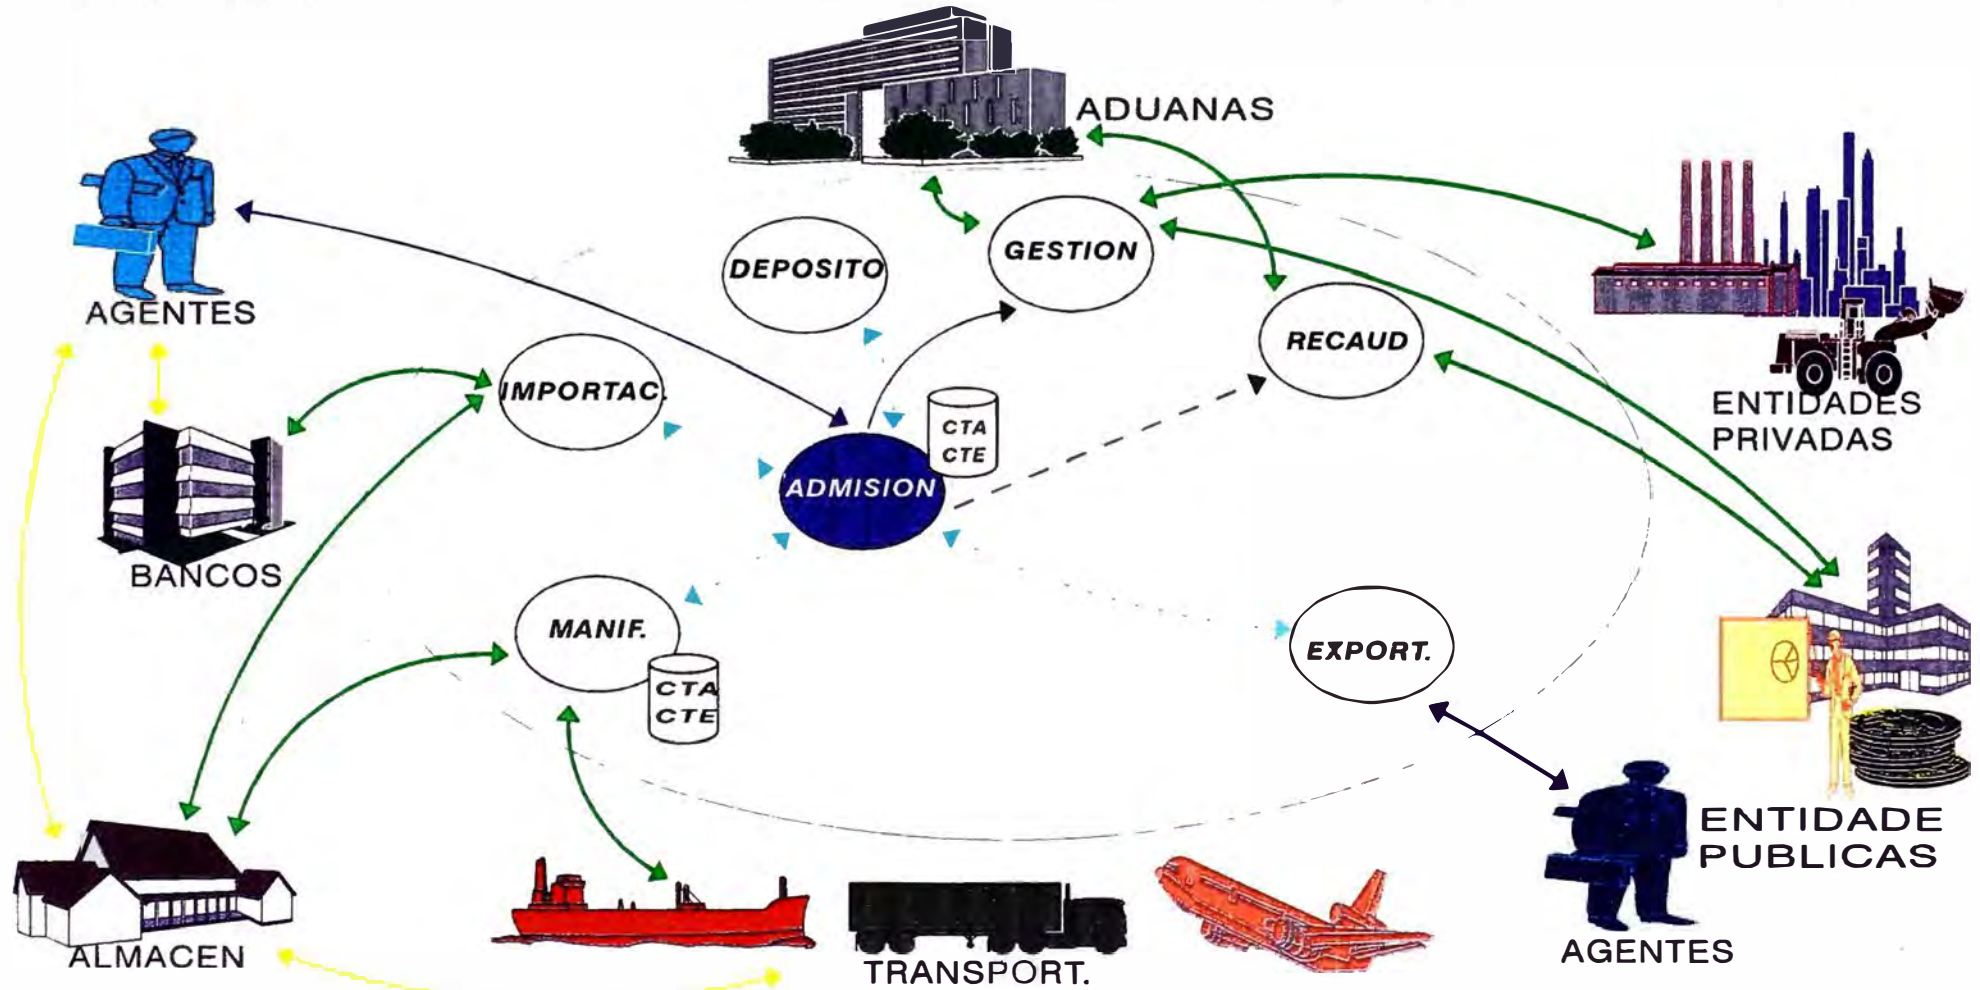 ADUANAS
AGENTES
DEPOSITO
GESTION
RECAUD
IMPORTAC.
CTA
CTE
ADMISION
ENTIDADES
PRIVADAS
BANCOS
MANIF.
CTA
CTE
EXPORT.
ENTIDADE
PUBLICAS
ALMACEN
TRANSPORT.
AGENTES